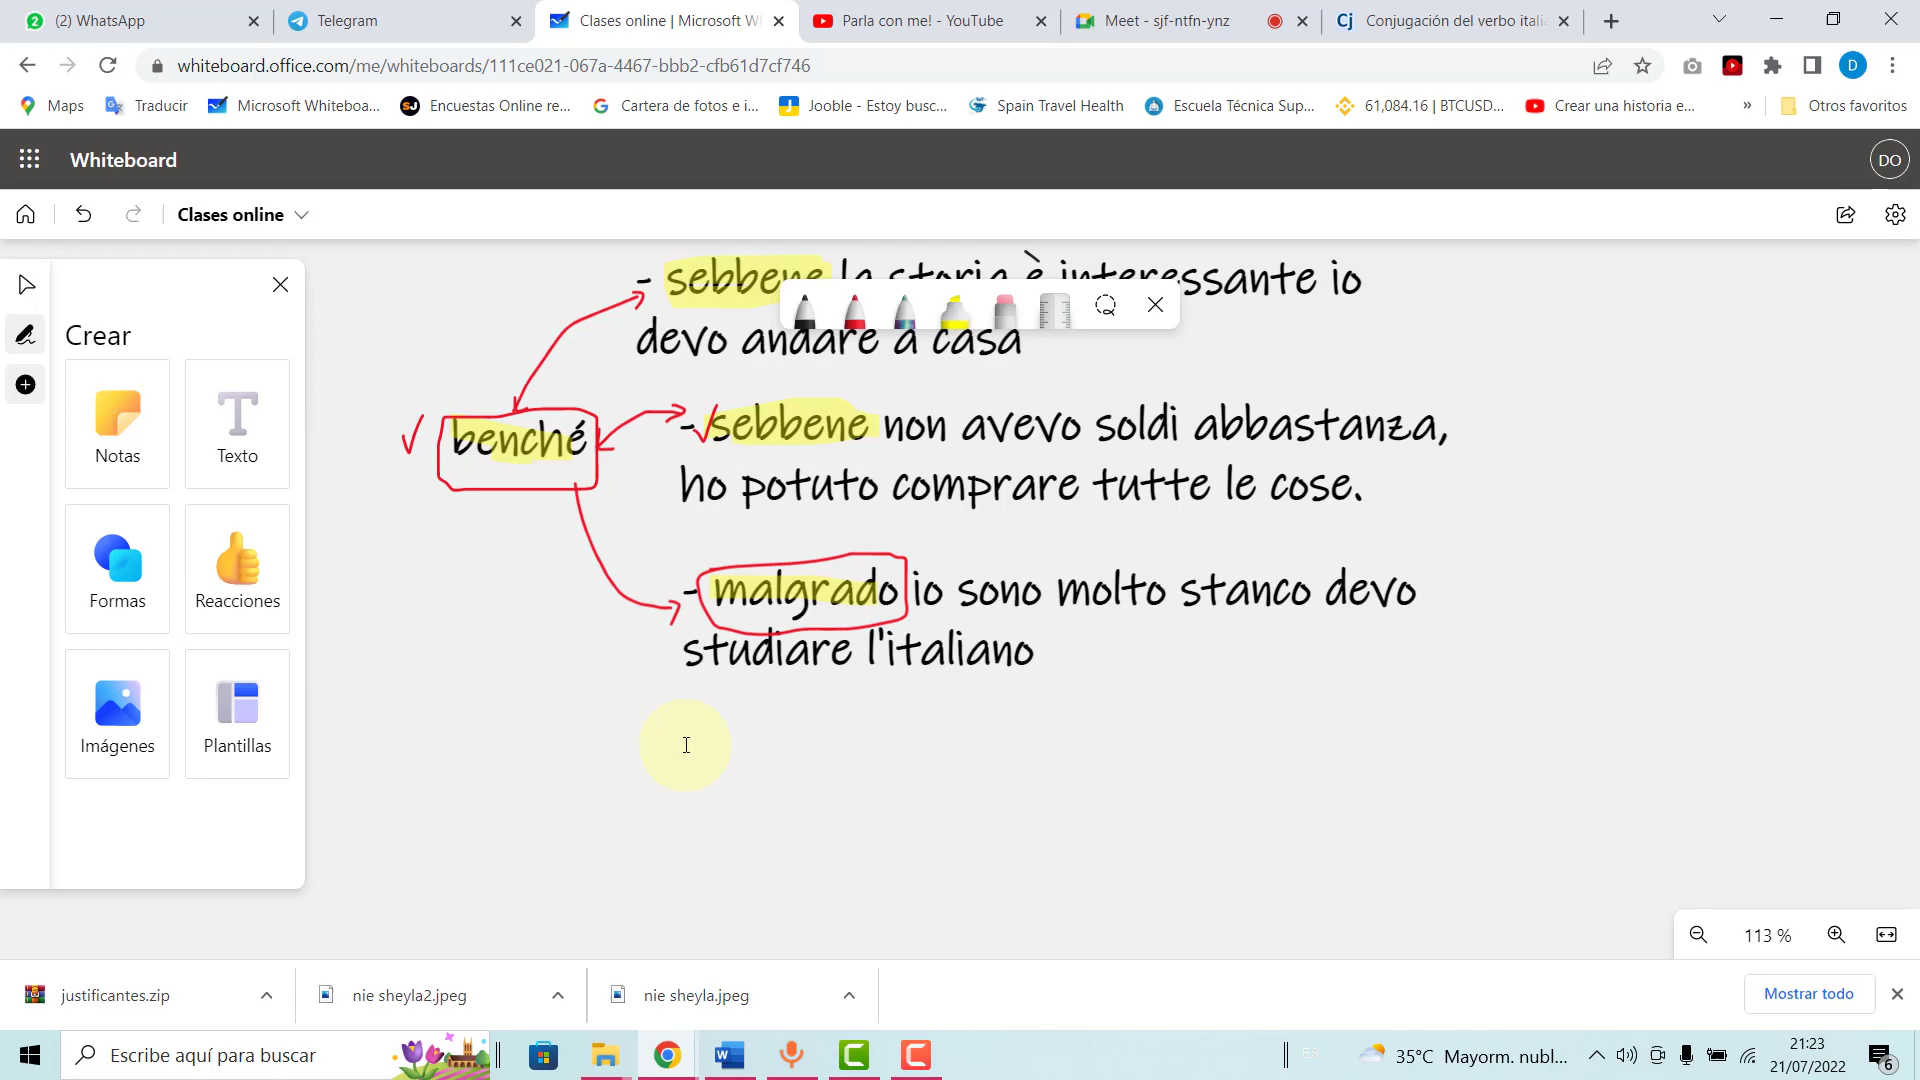 (2) WhatsApp
Telegram
Clases online | Microsoft W
Parla con me! - YouTube
Meet - sjf-ntfn-ynz
Cj Conjugación del verbo itali
whiteboard.office.com/me/whiteboards/111ce021-067a-4467-bbb2-cfb61d7cf746
D
Maps
Traducir
Microsoft Whiteboa...
SJ Encuestas Online re...
Cartera de fotos e i...
Jooble - Estoy busc...
Spain Travel Health
Escuela Técnica Sup...
61,084.16 | BTCUSD...
Crear una historia e...
»
Otros favoritos
Whiteboard
DO
Clases online
Crear
Notas
Texto
Formas
Reacciones
Imágenes
Plantillas
- sebbene la storia è interessante io
devo andare a casa
benché
- sebbene non avevo soldi abbastanza,
ho potuto comprare tutte le cose.
- malgrado io sono molto stanco devo
studiare l'italiano
113 %
justificantes.zip
nie sheyla2.jpeg
nie sheyla.jpeg
Mostrar todo
Escribe aquí para buscar
35°C Mayorm. nubl...
21:23
21/07/2022
6